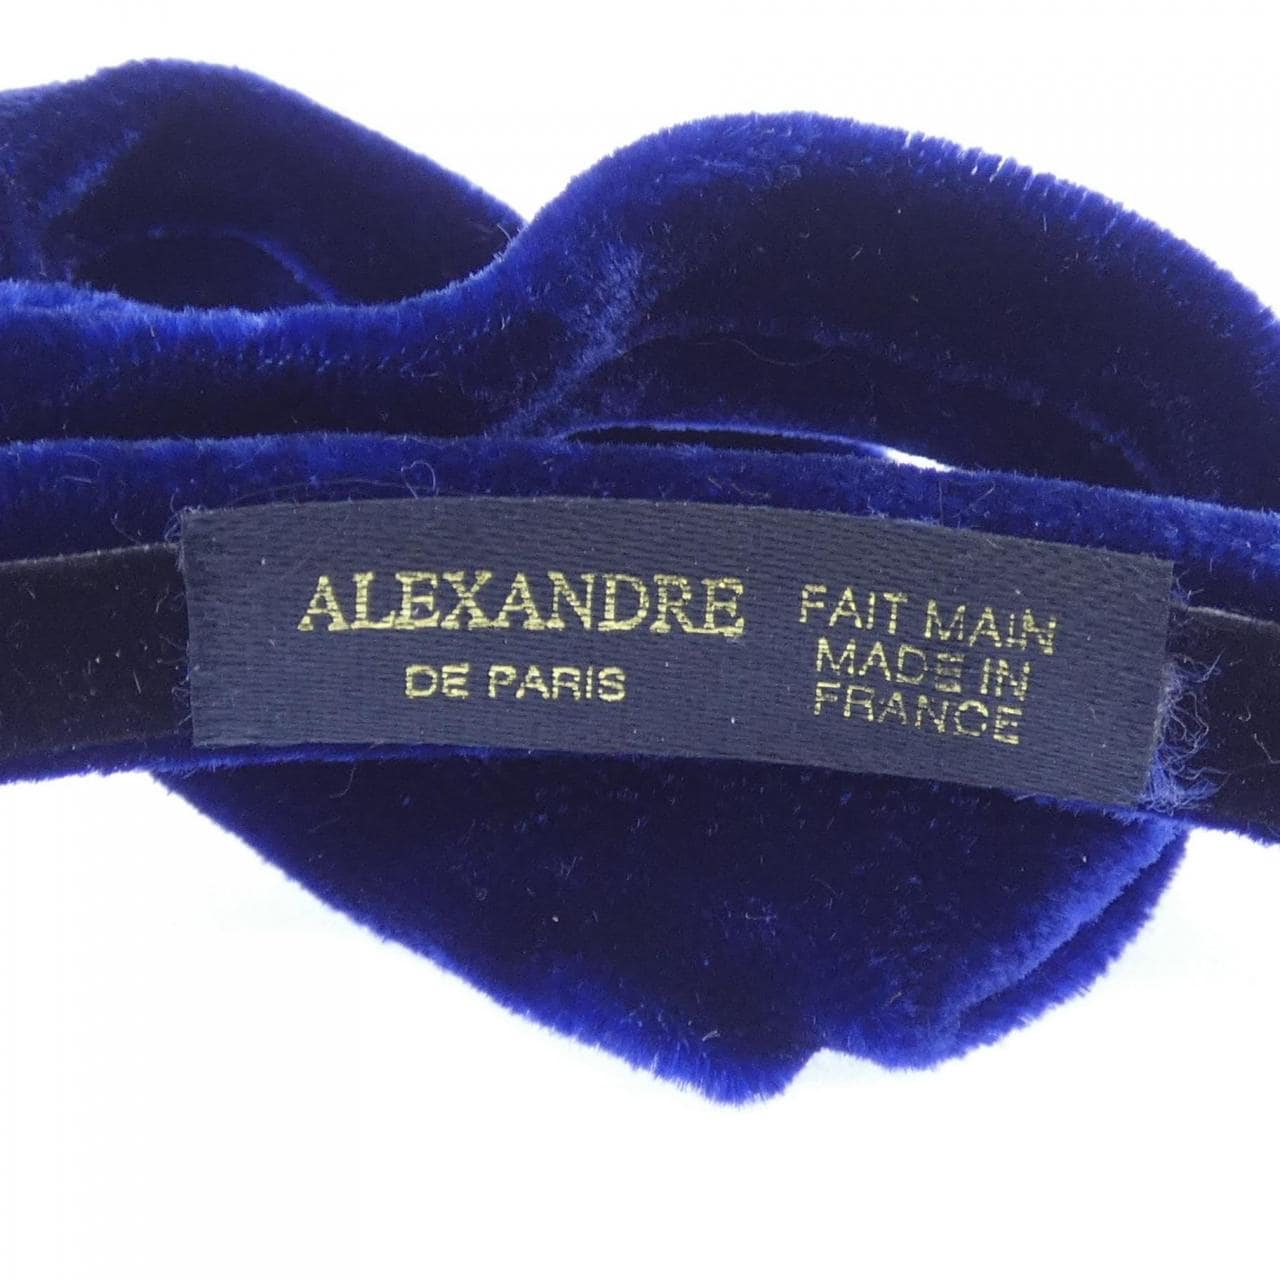 ALEXANDRE
DE PARIS
FAIT MAIN
MADE IN
FRANCE